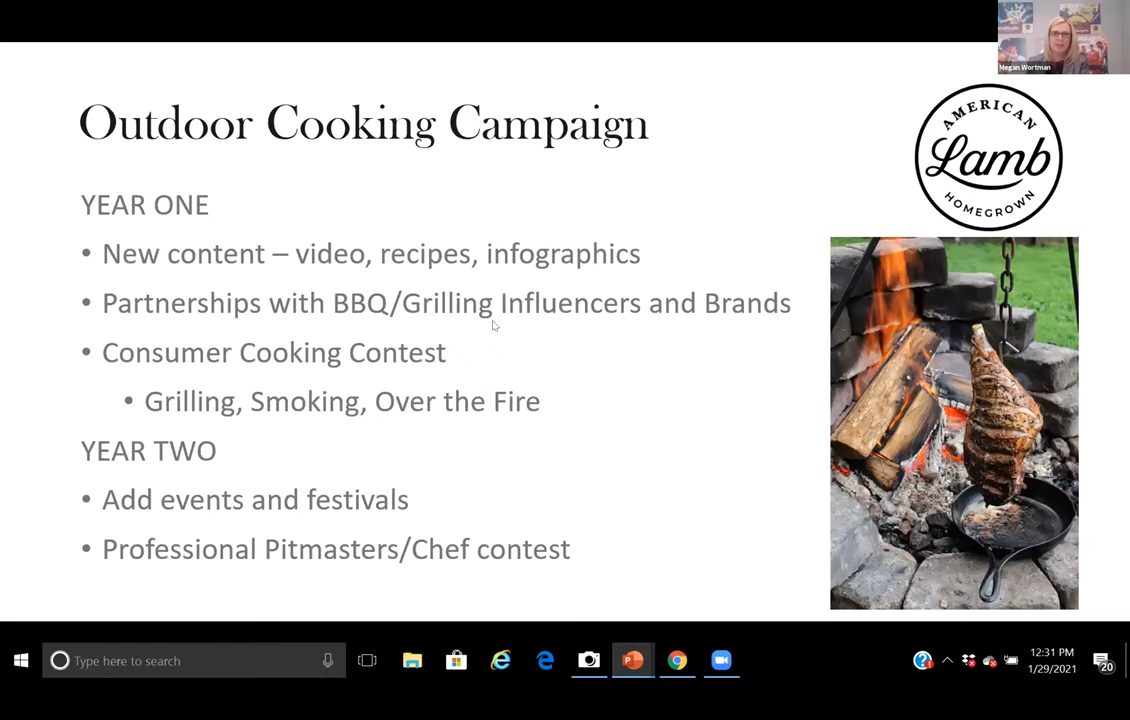 Megan Wortman
Outdoor Cooking Campaign
AMERICAN
Lamb
HOMEGROWN
YEAR ONE
• New content – video, recipes, infographics
• Partnerships with BBQ/Grilling Influencers and Brands
• Consumer Cooking Contest
• Grilling, Smoking, Over the Fire
YEAR TWO
• Add events and festivals
• Professional Pitmasters/Chef contest
Type here to search
12:31 PM
1/29/2021
20